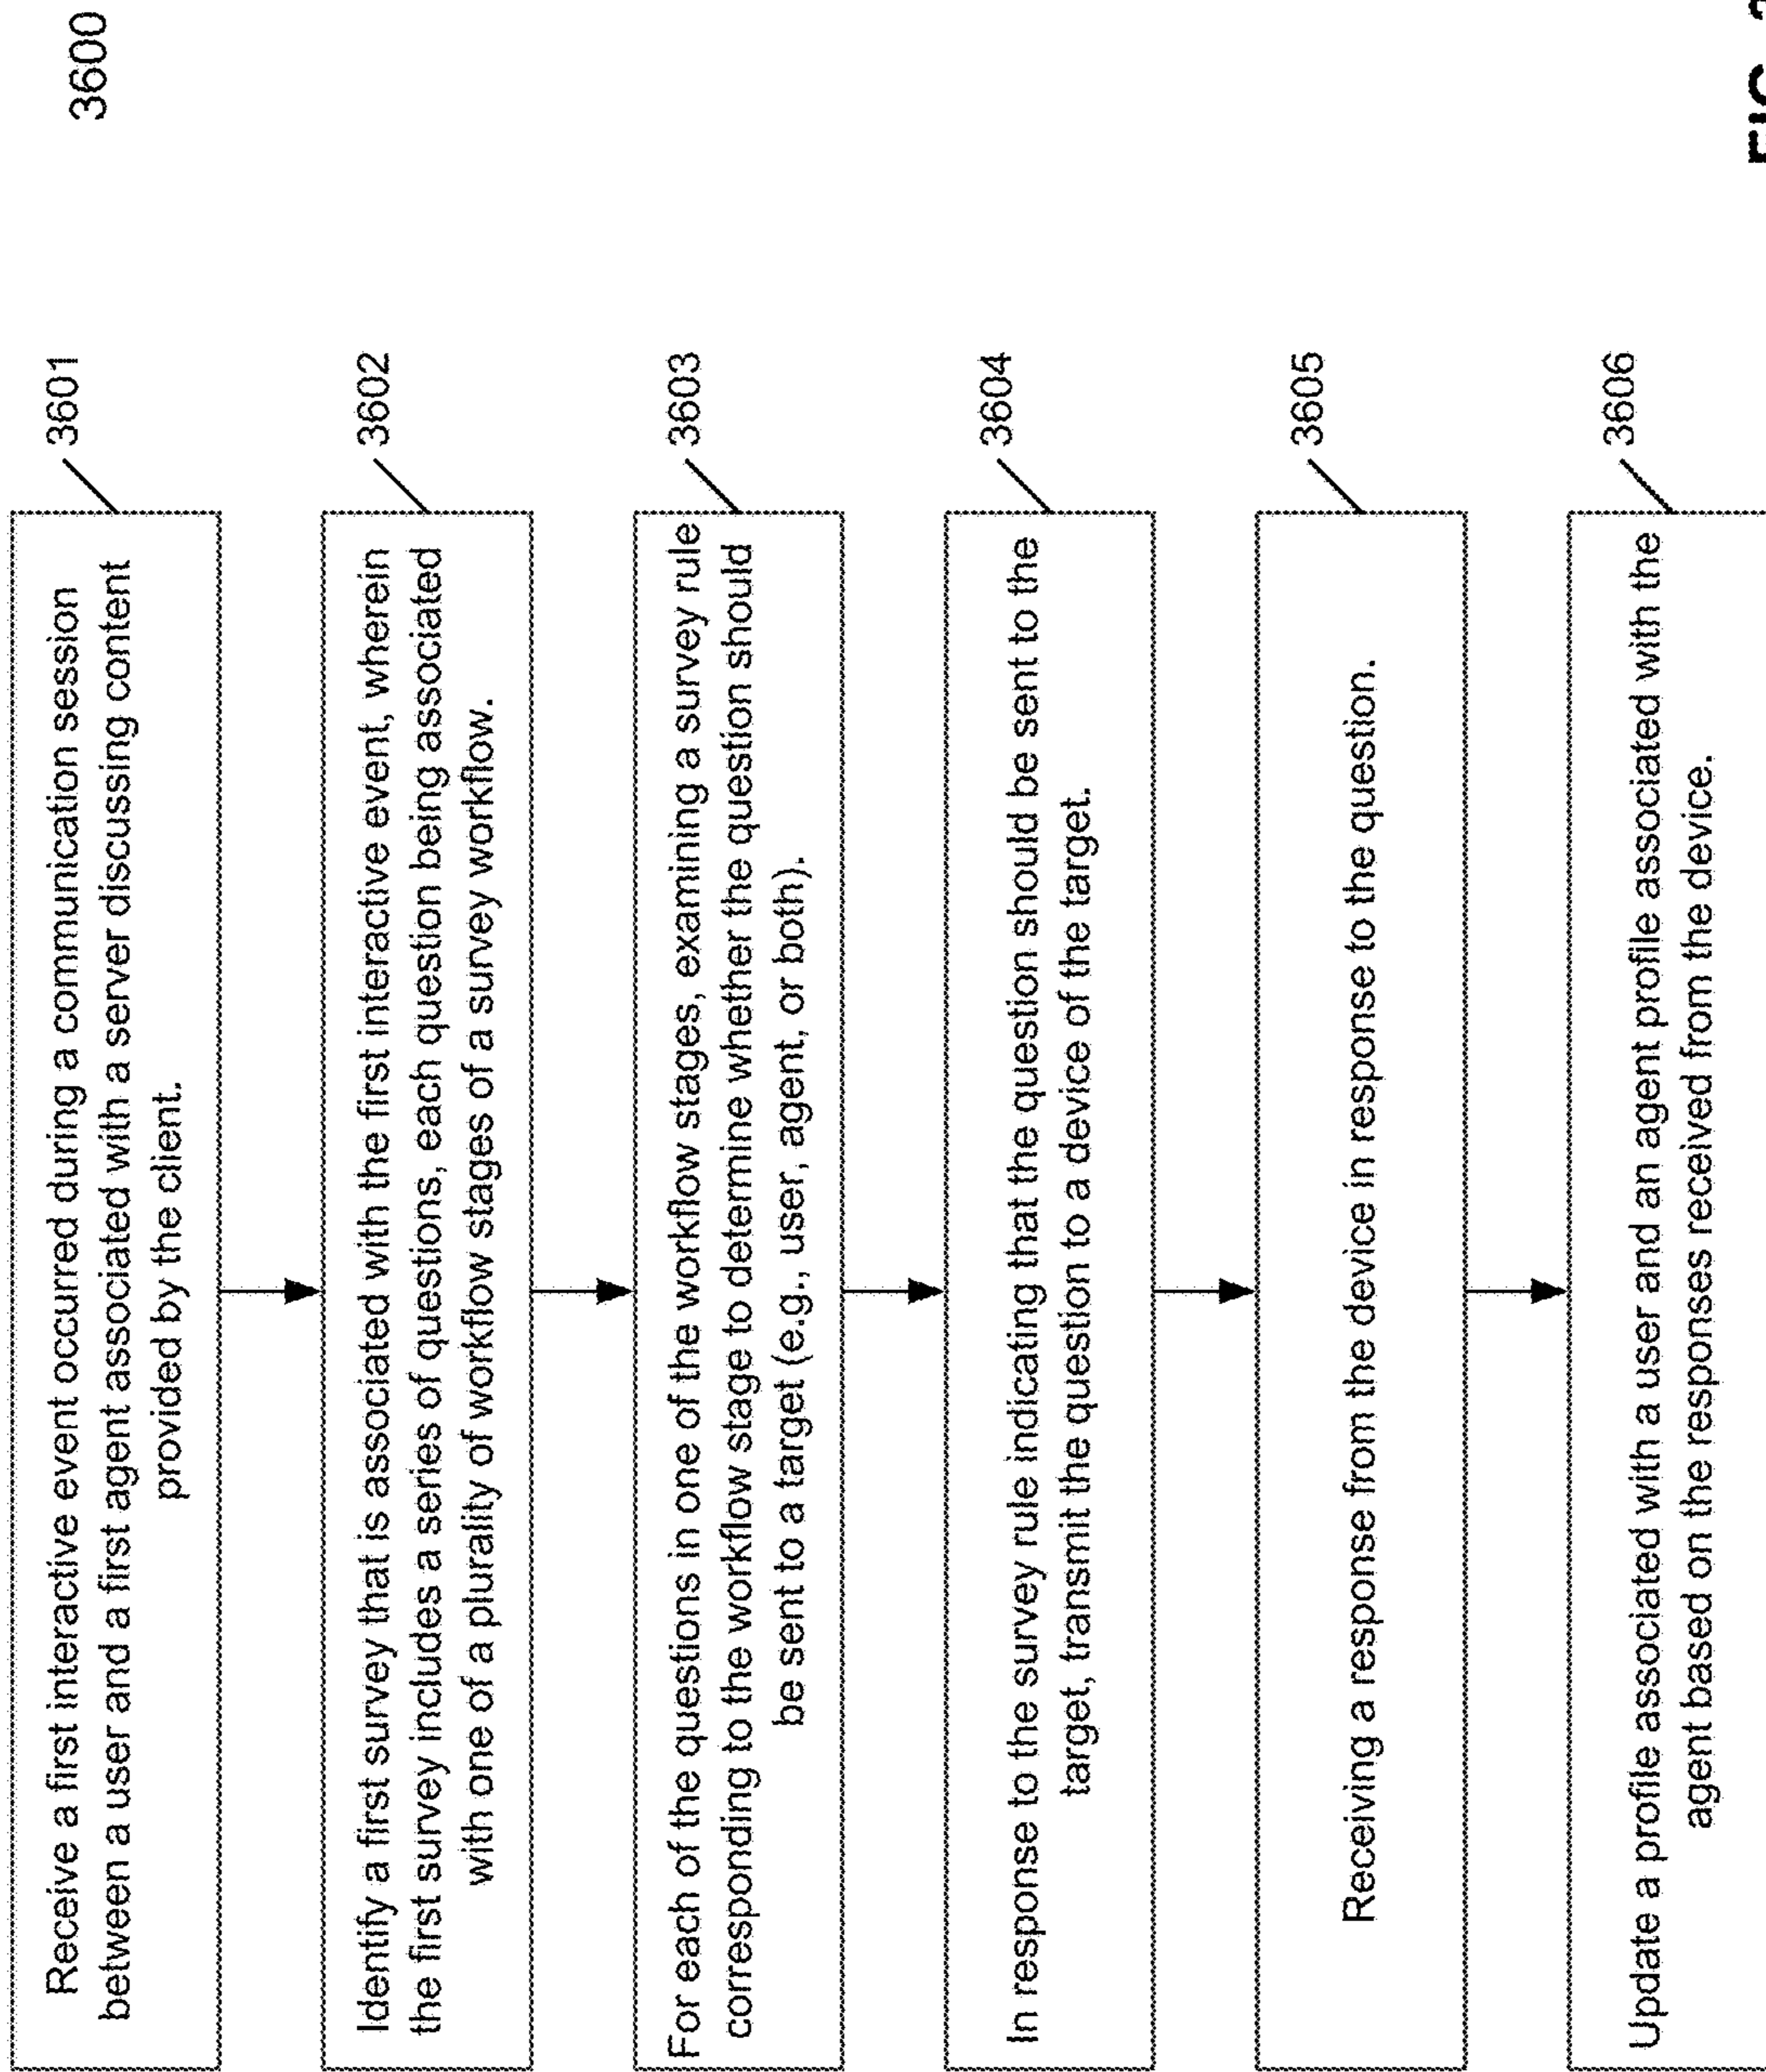 3600
Receive a first interactive event occurred during a communication session
between a user and a first agent associated with a server discussing content
provided by the client.
3601
Identify a first survey that is associated with the first interactive event, wherein
the first survey includes a series of questions, each question being associated
with one of a plurality of workflow stages of a survey workflow.
3602
For each of the questions in one of the workflow stages, examining a survey rule
corresponding to the workflow stage to determine whether the question should
be sent to a target (e.g., user, agent, or both).
3603
In response to the survey rule indicating that the question should be sent to the
target, transmit the question to a device of the target.
3604
Receiving a response from the device in response to the question.
3605
Update a profile associated with a user and an agent profile associated with the
agent based on the responses received from the device.
3606